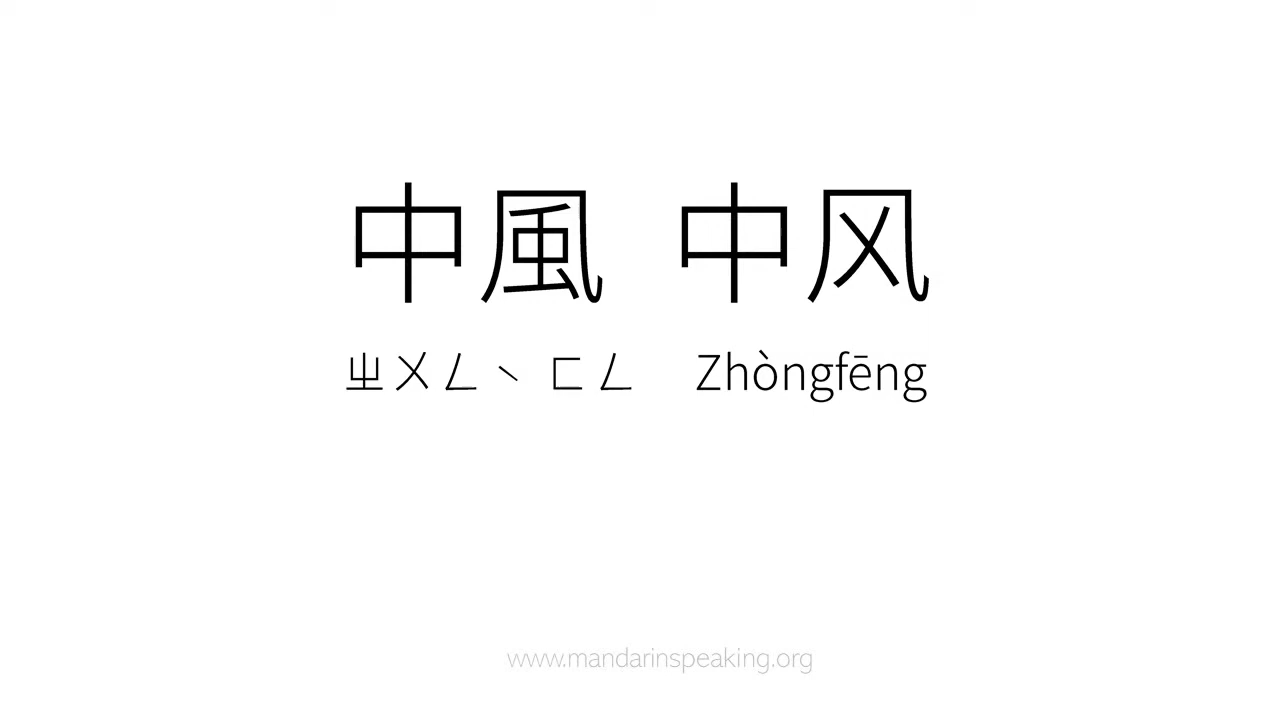 中風 中风
ㄓㄨㄥˋ ㄈㄥ Zhòngfēng
www.mandarinspeaking.org